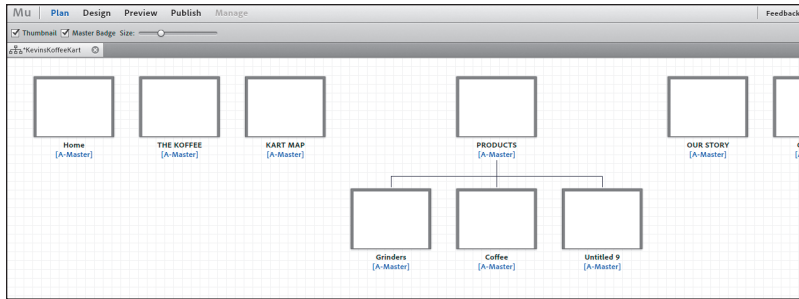 Mu Plan Design Preview Publish Manage Feedback
Thumbnail Master Badge Size:
*KevinsKoffeeKart
Home THE KOFFEE KART MAP PRODUCTS OUR STORY
[A-Master] [A-Master] [A-Master] [A-Master] [A-Master]
Grinders Coffee Untitled 9
[A-Master] [A-Master] [A-Master]